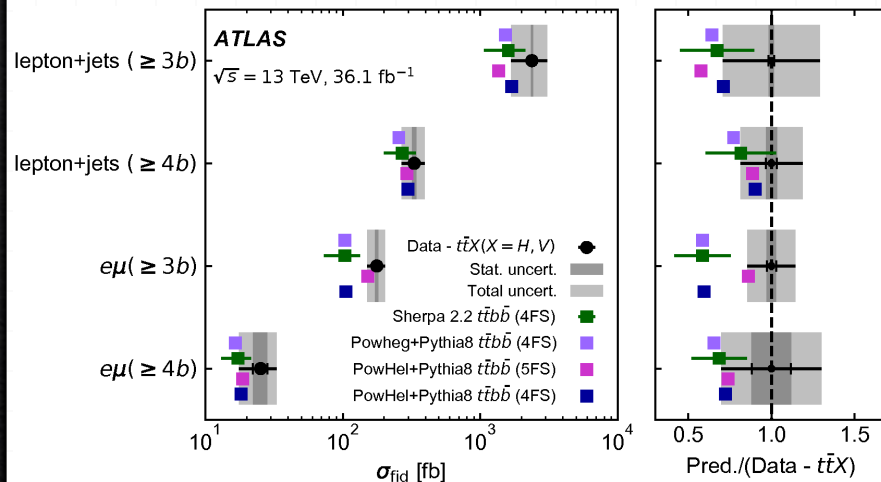 ATLAS
√s = 13 TeV, 36.1 fb⁻¹
lepton+jets (≥ 3b)
lepton+jets (≥ 4b)
eμ(≥ 3b)
eμ(≥ 4b)
Data - tt̄X(X = H, V)
Stat. uncert.
Total uncert.
Sherpa 2.2 tt̄bb̄ (4FS)
Powheg+Pythia8 tt̄bb̄ (4FS)
PowHel+Pythia8 tt̄bb̄ (5FS)
PowHel+Pythia8 tt̄bb̄ (4FS)
10¹ 10² 10³ 10⁴
σfid [fb]
0.5 1.0 1.5
Pred./(Data - tt̄X)